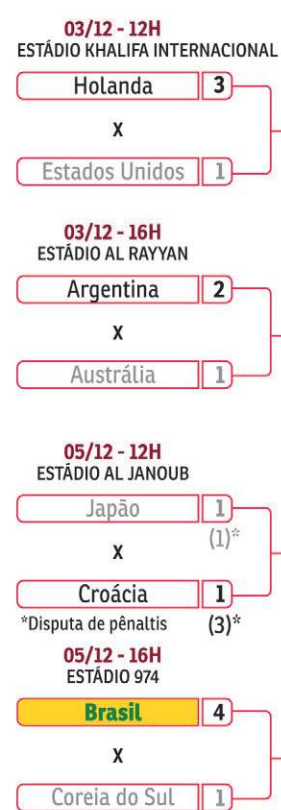 03/12 - 12H
ESTÁDIO KHALIFA INTERNACIONAL
Holanda 3
X
Estados Unidos 1
03/12 - 16H
ESTÁDIO AL RAYYAN
Argentina 2
X
Austrália 1
05/12 - 12H
ESTÁDIO AL JANOUB
Japão 1
(1)*
X
Croácia 1
*Disputa de pênaltis (3)*
05/12 - 16H
ESTÁDIO 974
Brasil 4
X
Coreia do Sul 1